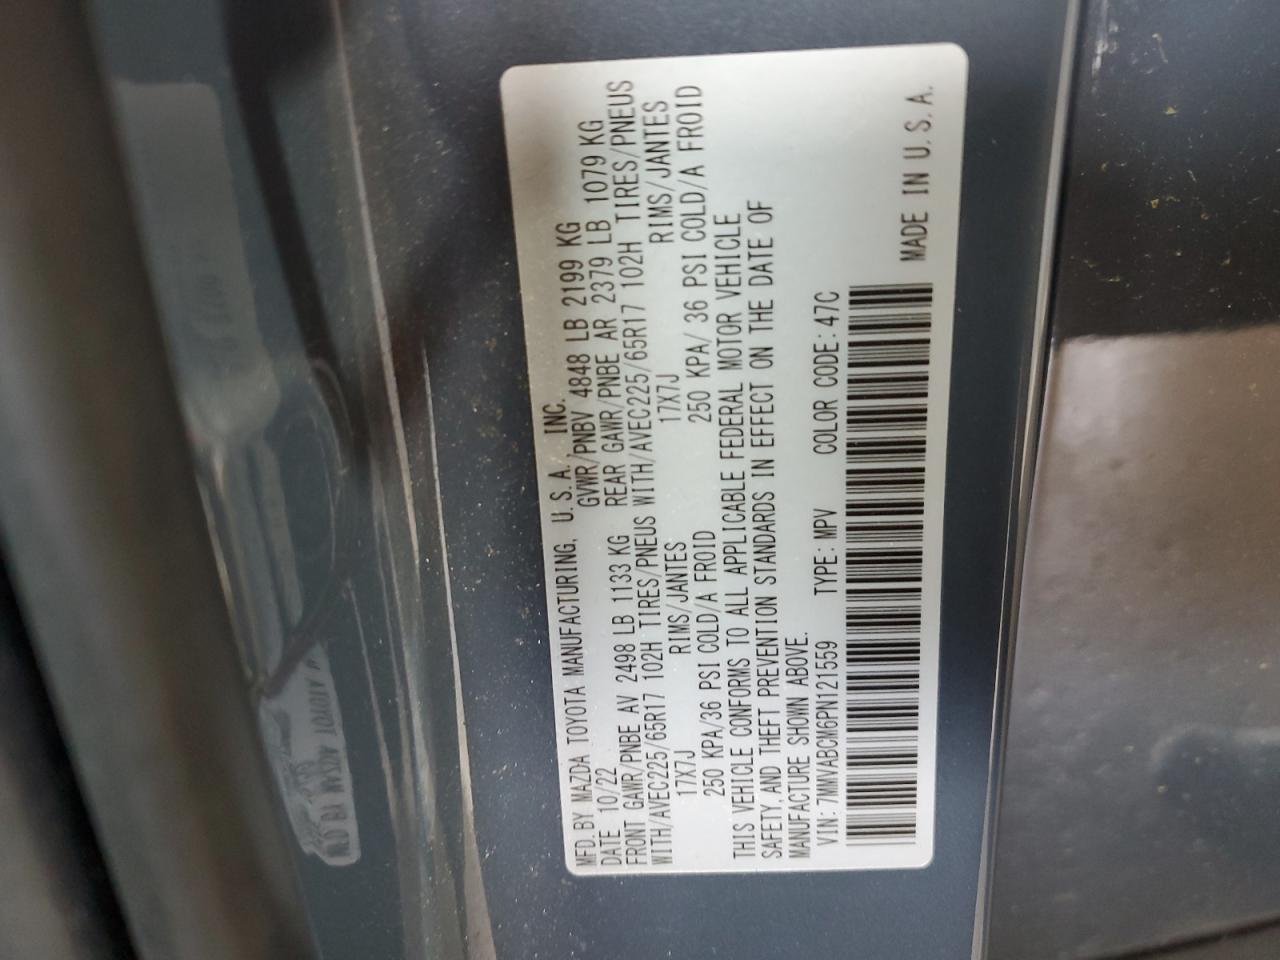 MFD. BY MAZDA TOYOTA MANUFACTURING, U. S. A., INC.
DATE 10/22 GVWR/PNBV 4848 LB 2199 KG
FRONT GAWR/PNBE AV 2498 LB 1133 KG REAR GAWR/PNBE AR 2379 LB 1079 KG
WITH/AVEC225/65R17 102H TIRES/PNEUS WITH/AVEC225/65R17 102H TIRES/PNEUS
17X7J RIMS/JANTES 17X7J RIMS/JANTES
250 KPA/36 PSI COLD/A FROID 250 KPA/ 36 PSI COLD/A FROID
THIS VEHICLE CONFORMS TO ALL APPLICABLE FEDERAL MOTOR VEHICLE
SAFETY, AND THEFT PREVENTION STANDARDS IN EFFECT ON THE DATE OF
MANUFACTURE SHOWN ABOVE.
VIN: 7MMVABCM6PN121559 TYPE: MPV COLOR CODE: 47C
MADE IN U. S. A.